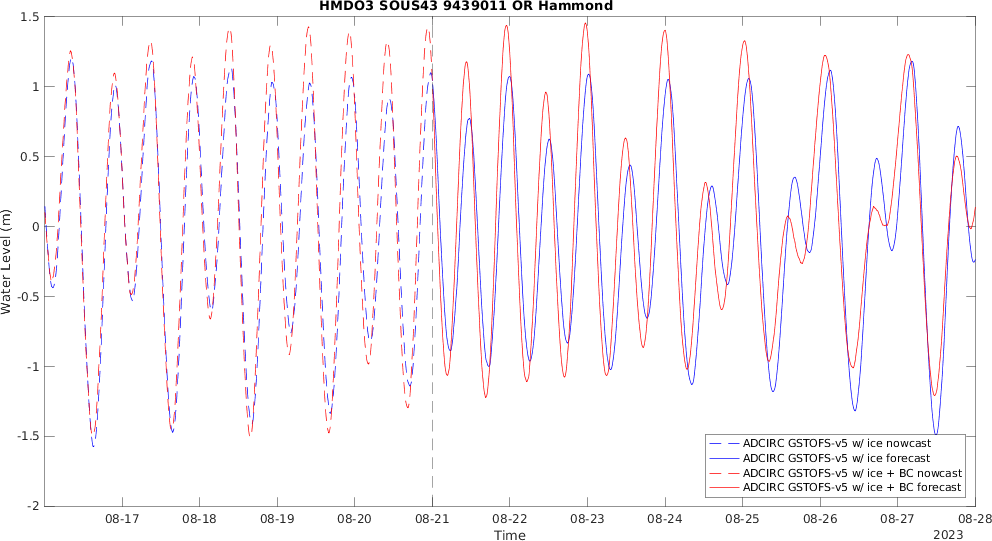 HMDO3 SOUS43 9439011 OR Hammond
1.5
1
0.5
0
-0.5
-1
-1.5
-2
Water Level (m)
ADCIRC GSTOFS-v5 w/ ice nowcast
ADCIRC GSTOFS-v5 w/ ice forecast
ADCIRC GSTOFS-v5 w/ ice + BC nowcast
ADCIRC GSTOFS-v5 w/ ice + BC forecast
08-17 08-18 08-19 08-20 08-21 08-22 08-23 08-24 08-25 08-26 08-27 08-28
Time
2023